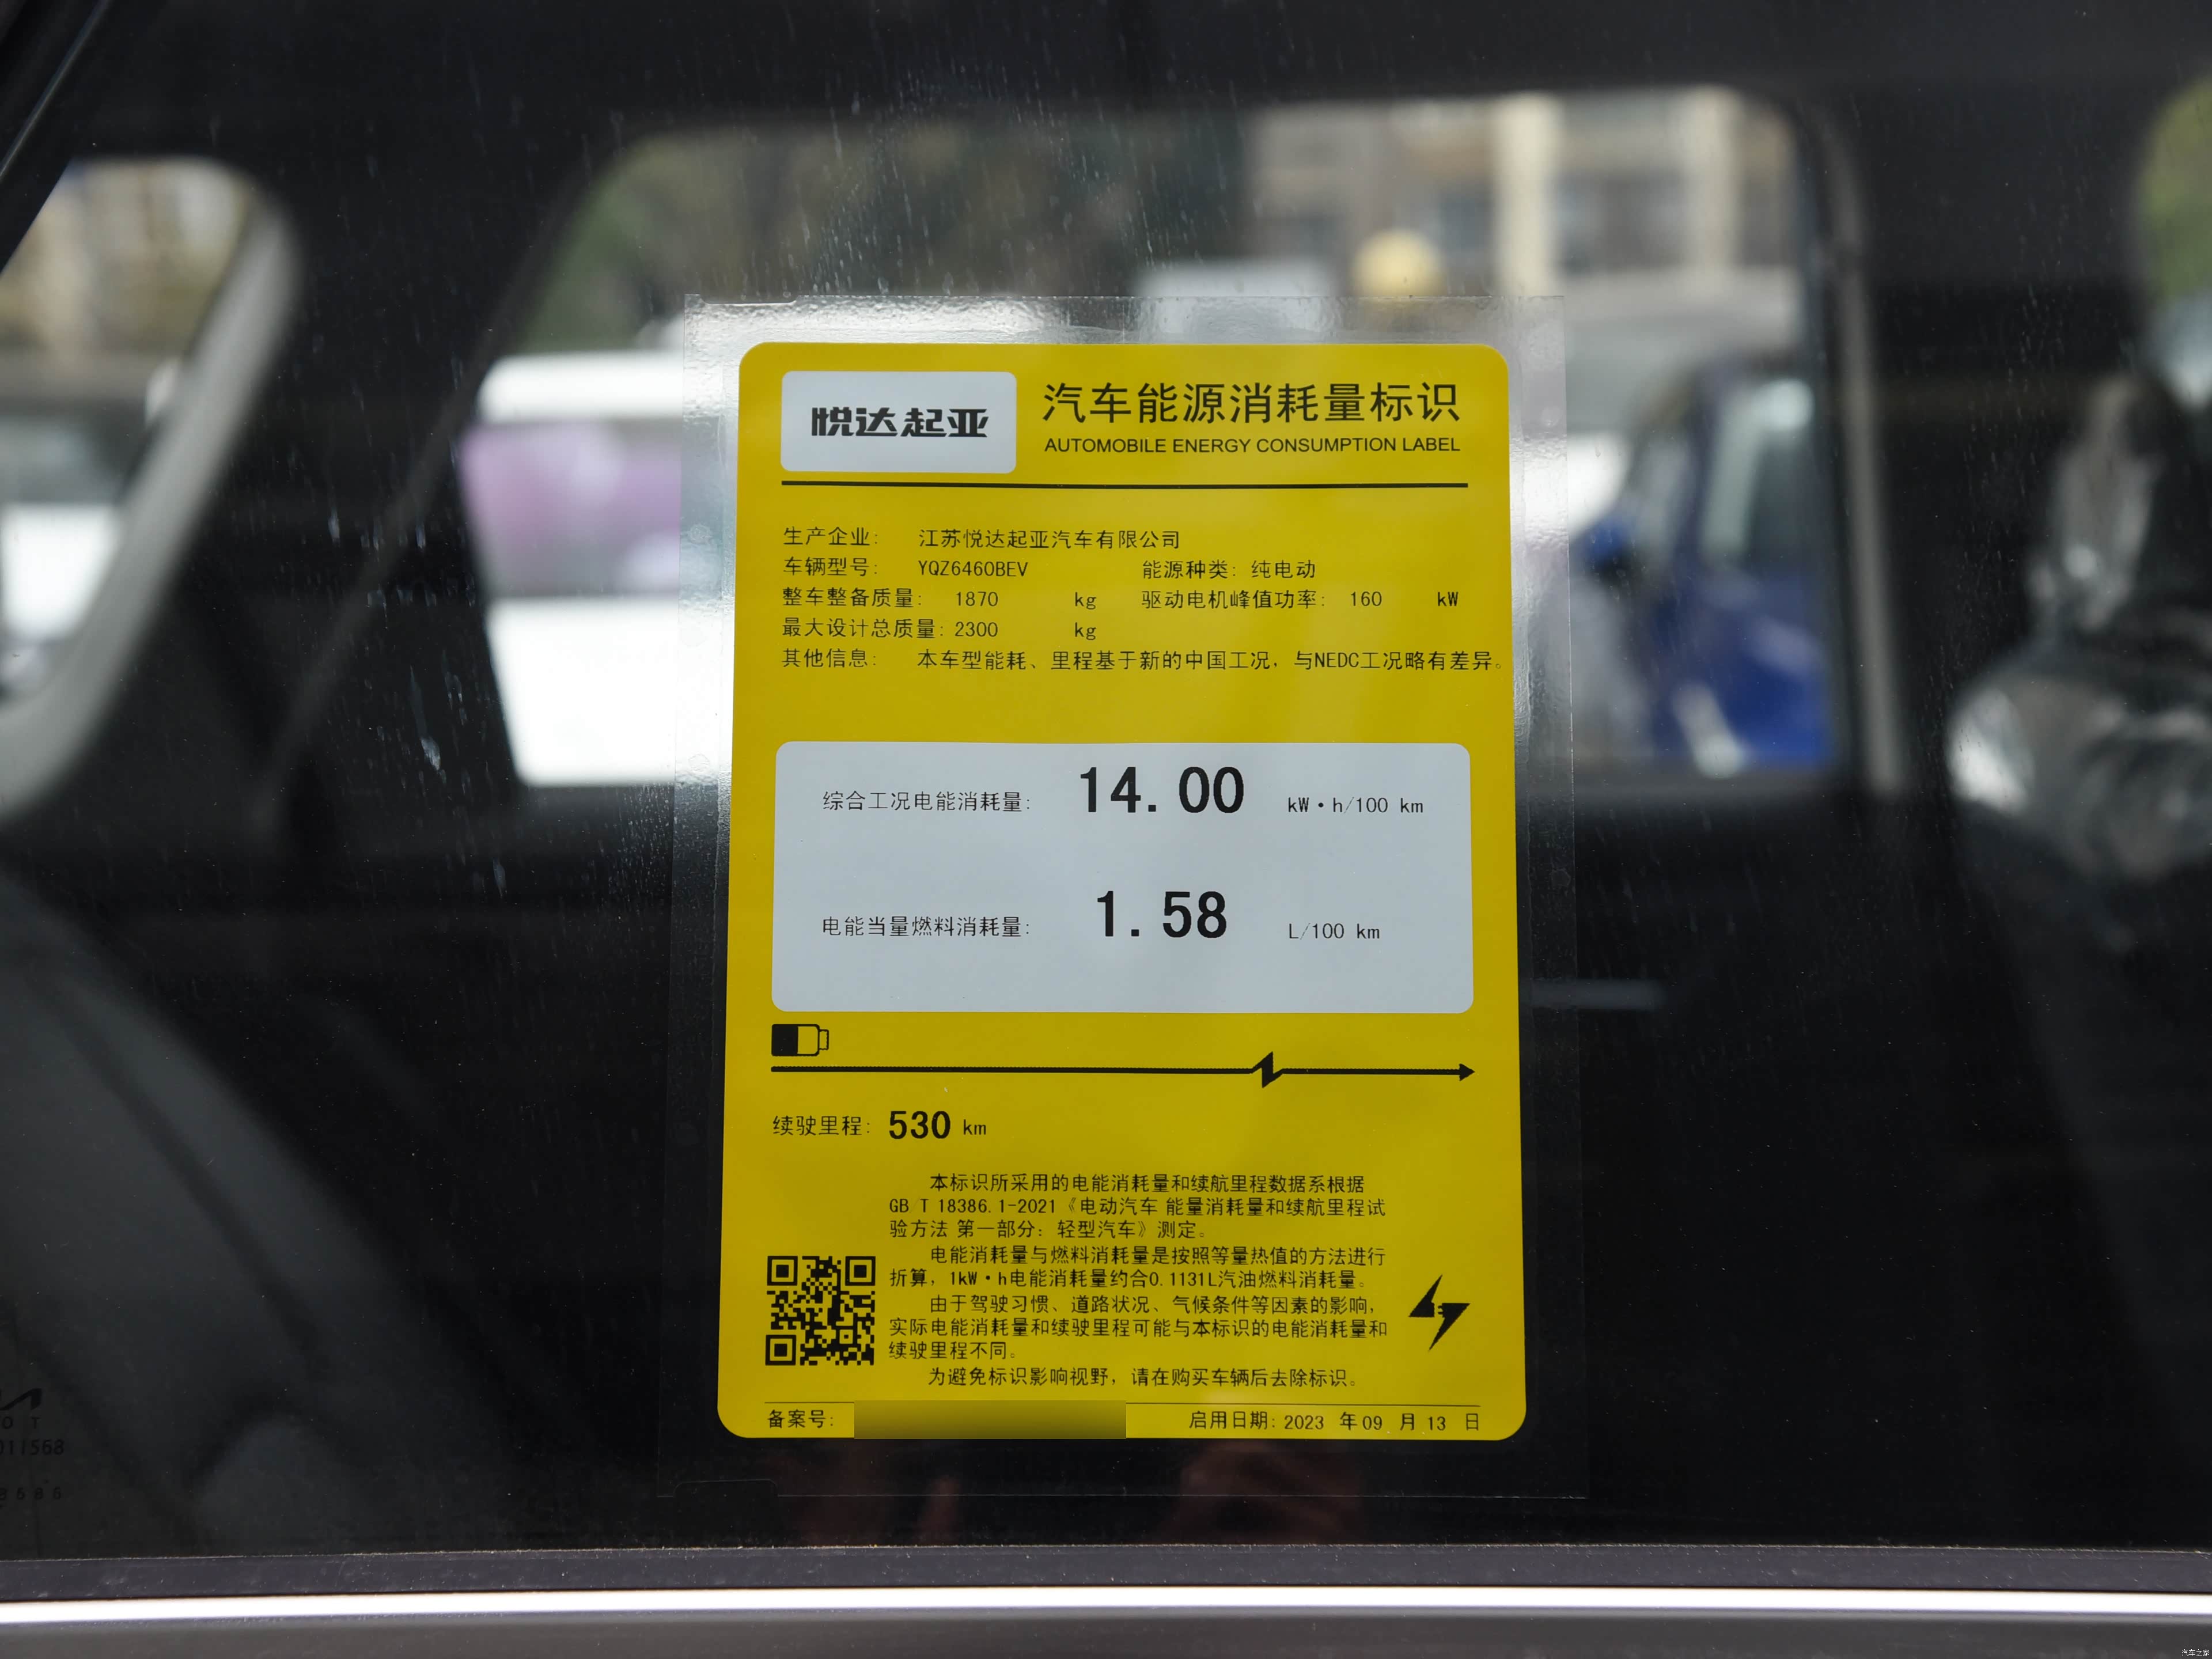 悦达起亚
汽车能源消耗量标识
AUTOMOBILE ENERGY CONSUMPTION LABEL
生产企业: 江苏悦达起亚汽车有限公司
车辆型号: YQZ6460BEV 能源种类: 纯电动
整车整备质量: 1870 kg 驱动电机峰值功率: 160 kW
最大设计总质量: 2300 kg
其他信息: 本车型能耗、里程基于新的中国工况，与NEDC工况略有差异。
综合工况电能消耗量: 14.00 kW·h/100 km
电能当量燃料消耗量: 1.58 L/100 km
续驶里程: 530 km
本标识所采用的电能消耗量和续航里程数据系根据
GB/T 18386.1-2021《电动汽车 能量消耗量和续航里程试
验方法 第一部分: 轻型汽车》测定。
电能消耗量与燃料消耗量是按照等量热值的方法进行
折算，1kW·h电能消耗量约合0.1131L汽油燃料消耗量。
由于驾驶习惯、道路状况、气候条件等因素的影响，
实际电能消耗量和续驶里程可能与本标识的电能消耗量和
续驶里程不同。
为避免标识影响视野，请在购买车辆后去除标识。
备案号: 启用日期: 2023 年 09 月 13 日
011568
汽车之家